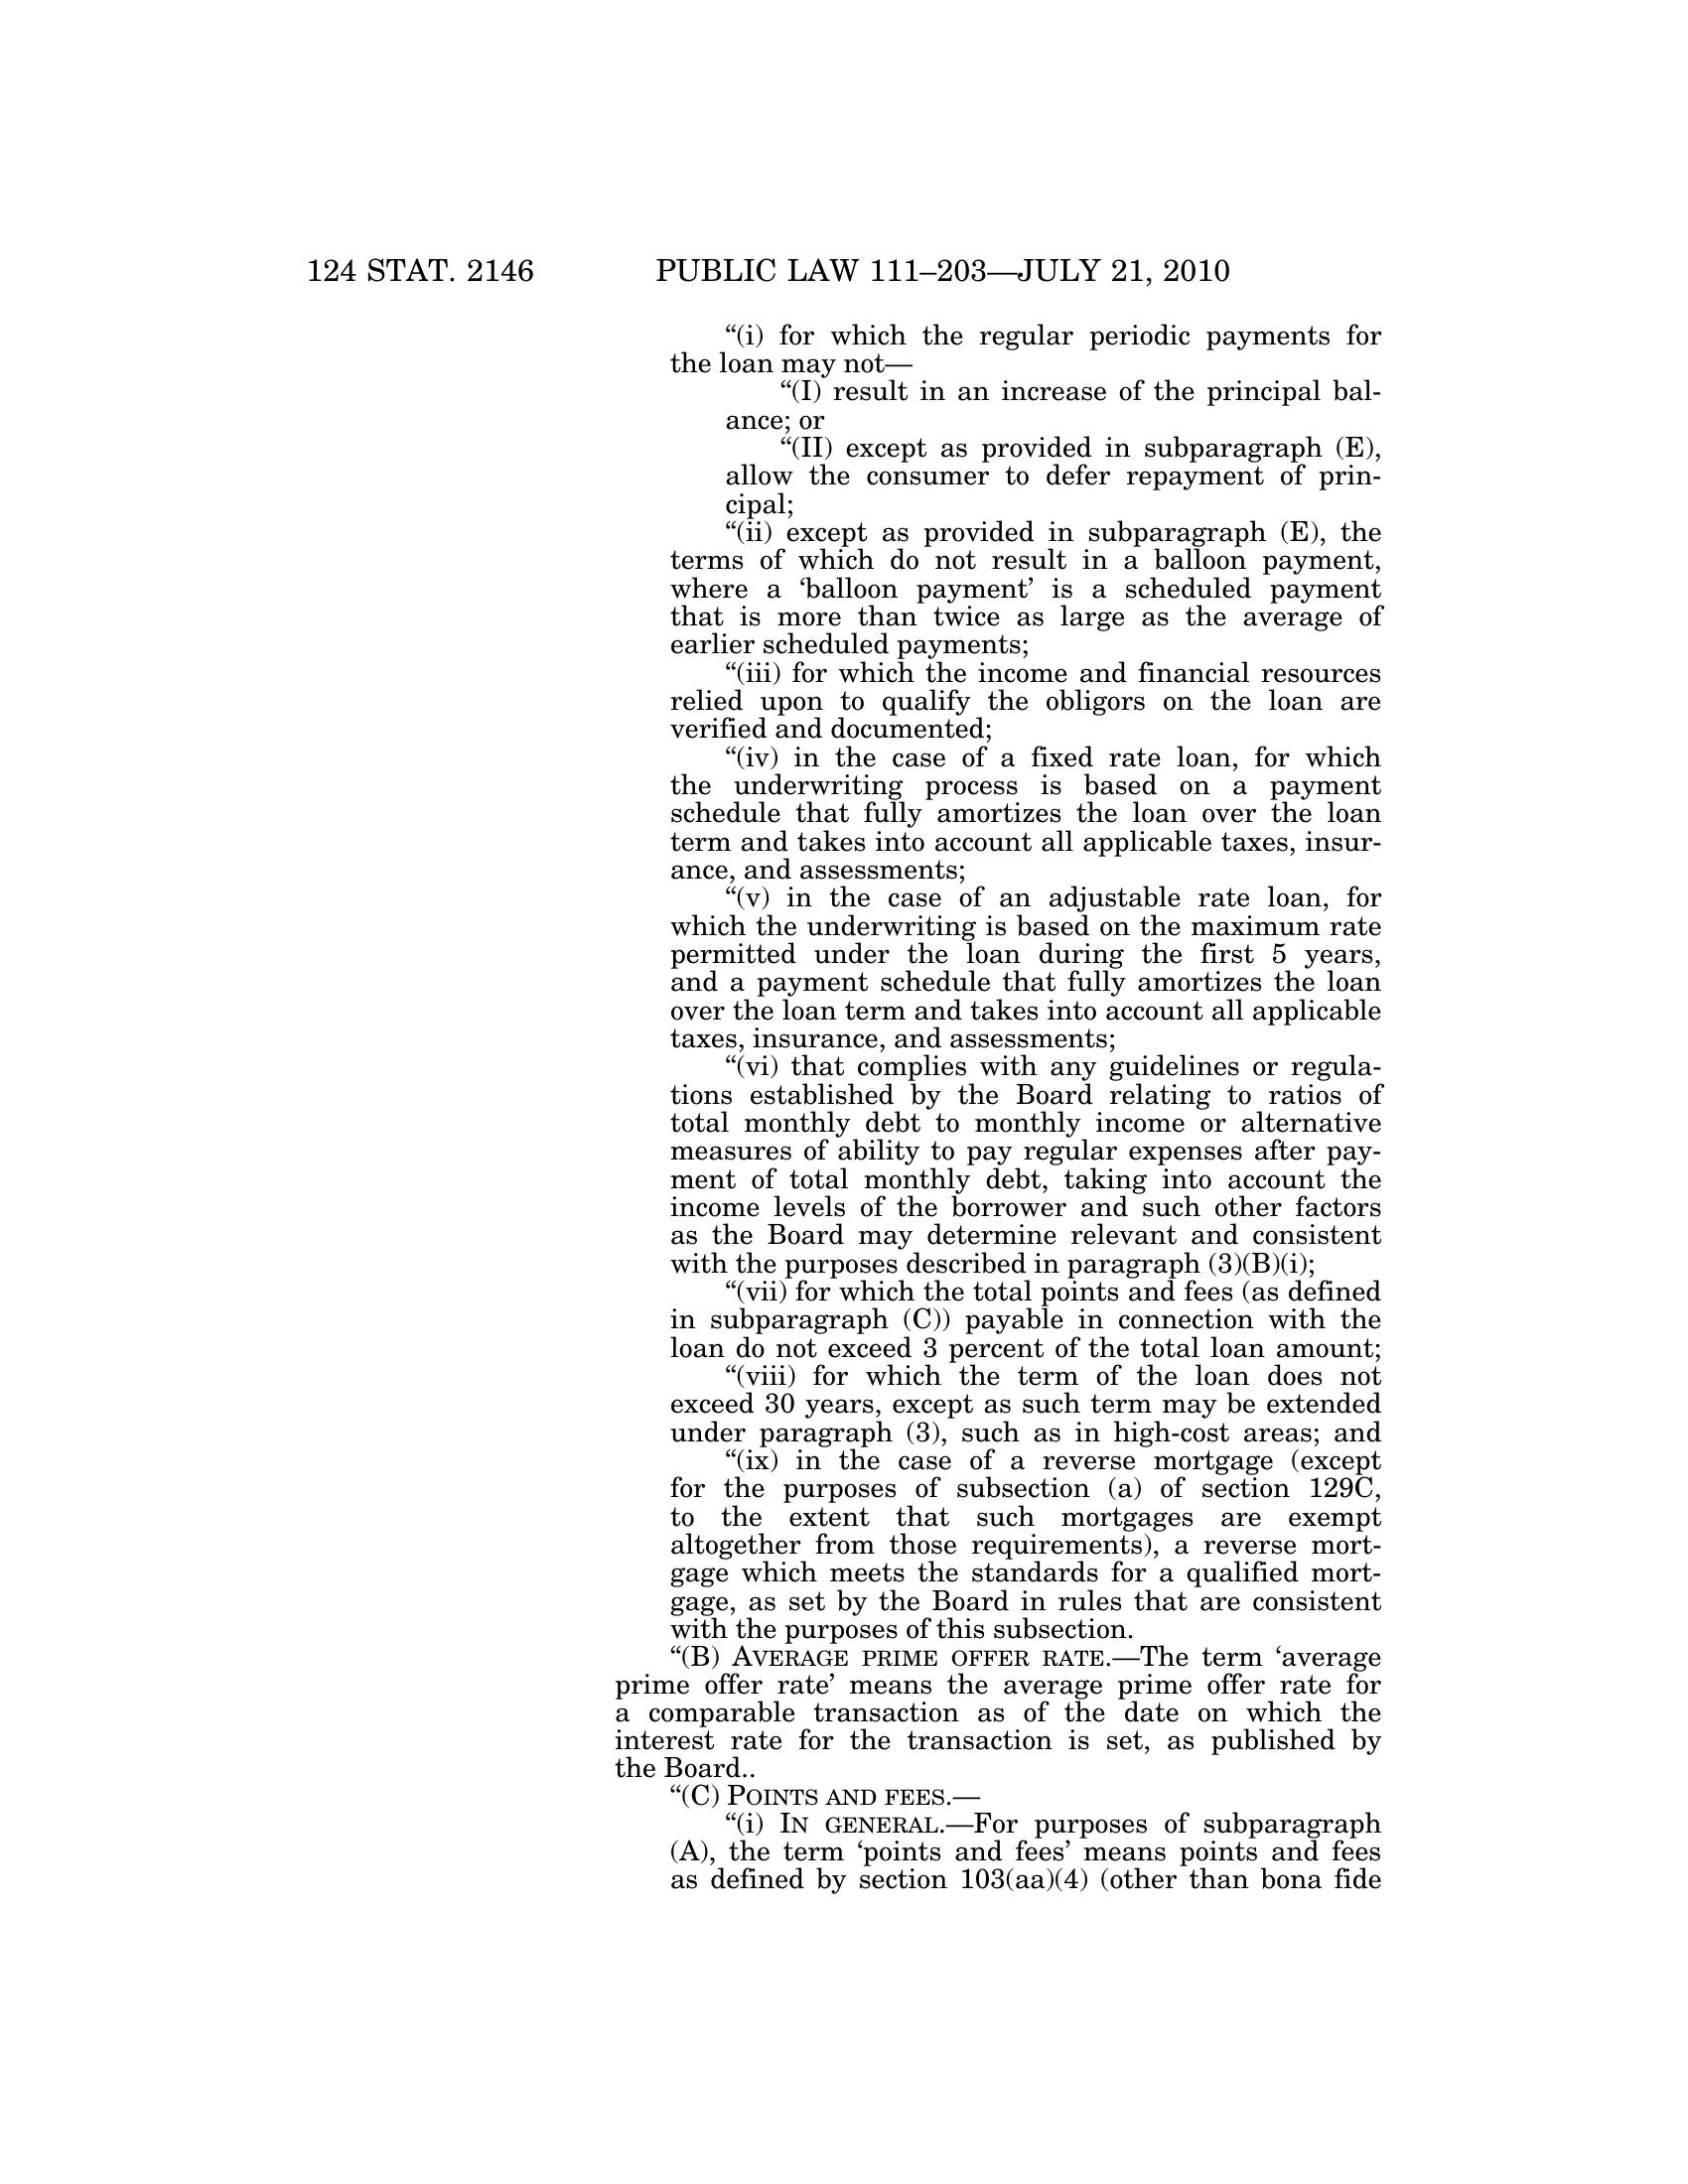 124 STAT. 2146 PUBLIC LAW 111–203—JULY 21, 2010
“(i) for which the regular periodic payments for
the loan may not—
“(I) result in an increase of the principal bal-
ance; or
“(II) except as provided in subparagraph (E),
allow the consumer to defer repayment of prin-
cipal;
“(ii) except as provided in subparagraph (E), the
terms of which do not result in a balloon payment,
where a ‘balloon payment’ is a scheduled payment
that is more than twice as large as the average of
earlier scheduled payments;
“(iii) for which the income and financial resources
relied upon to qualify the obligors on the loan are
verified and documented;
“(iv) in the case of a fixed rate loan, for which
the underwriting process is based on a payment
schedule that fully amortizes the loan over the loan
term and takes into account all applicable taxes, insur-
ance, and assessments;
“(v) in the case of an adjustable rate loan, for
which the underwriting is based on the maximum rate
permitted under the loan during the first 5 years,
and a payment schedule that fully amortizes the loan
over the loan term and takes into account all applicable
taxes, insurance, and assessments;
“(vi) that complies with any guidelines or regula-
tions established by the Board relating to ratios of
total monthly debt to monthly income or alternative
measures of ability to pay regular expenses after pay-
ment of total monthly debt, taking into account the
income levels of the borrower and such other factors
as the Board may determine relevant and consistent
with the purposes described in paragraph (3)(B)(i);
“(vii) for which the total points and fees (as defined
in subparagraph (C)) payable in connection with the
loan do not exceed 3 percent of the total loan amount;
“(viii) for which the term of the loan does not
exceed 30 years, except as such term may be extended
under paragraph (3), such as in high-cost areas; and
“(ix) in the case of a reverse mortgage (except
for the purposes of subsection (a) of section 129C,
to the extent that such mortgages are exempt
altogether from those requirements), a reverse mort-
gage which meets the standards for a qualified mort-
gage, as set by the Board in rules that are consistent
with the purposes of this subsection.
“(B) AVERAGE PRIME OFFER RATE.—The term ‘average
prime offer rate’ means the average prime offer rate for
a comparable transaction as of the date on which the
interest rate for the transaction is set, as published by
the Board..
“(C) POINTS AND FEES.—
“(i) IN GENERAL.—For purposes of subparagraph
(A), the term ‘points and fees’ means points and fees
as defined by section 103(aa)(4) (other than bona fide